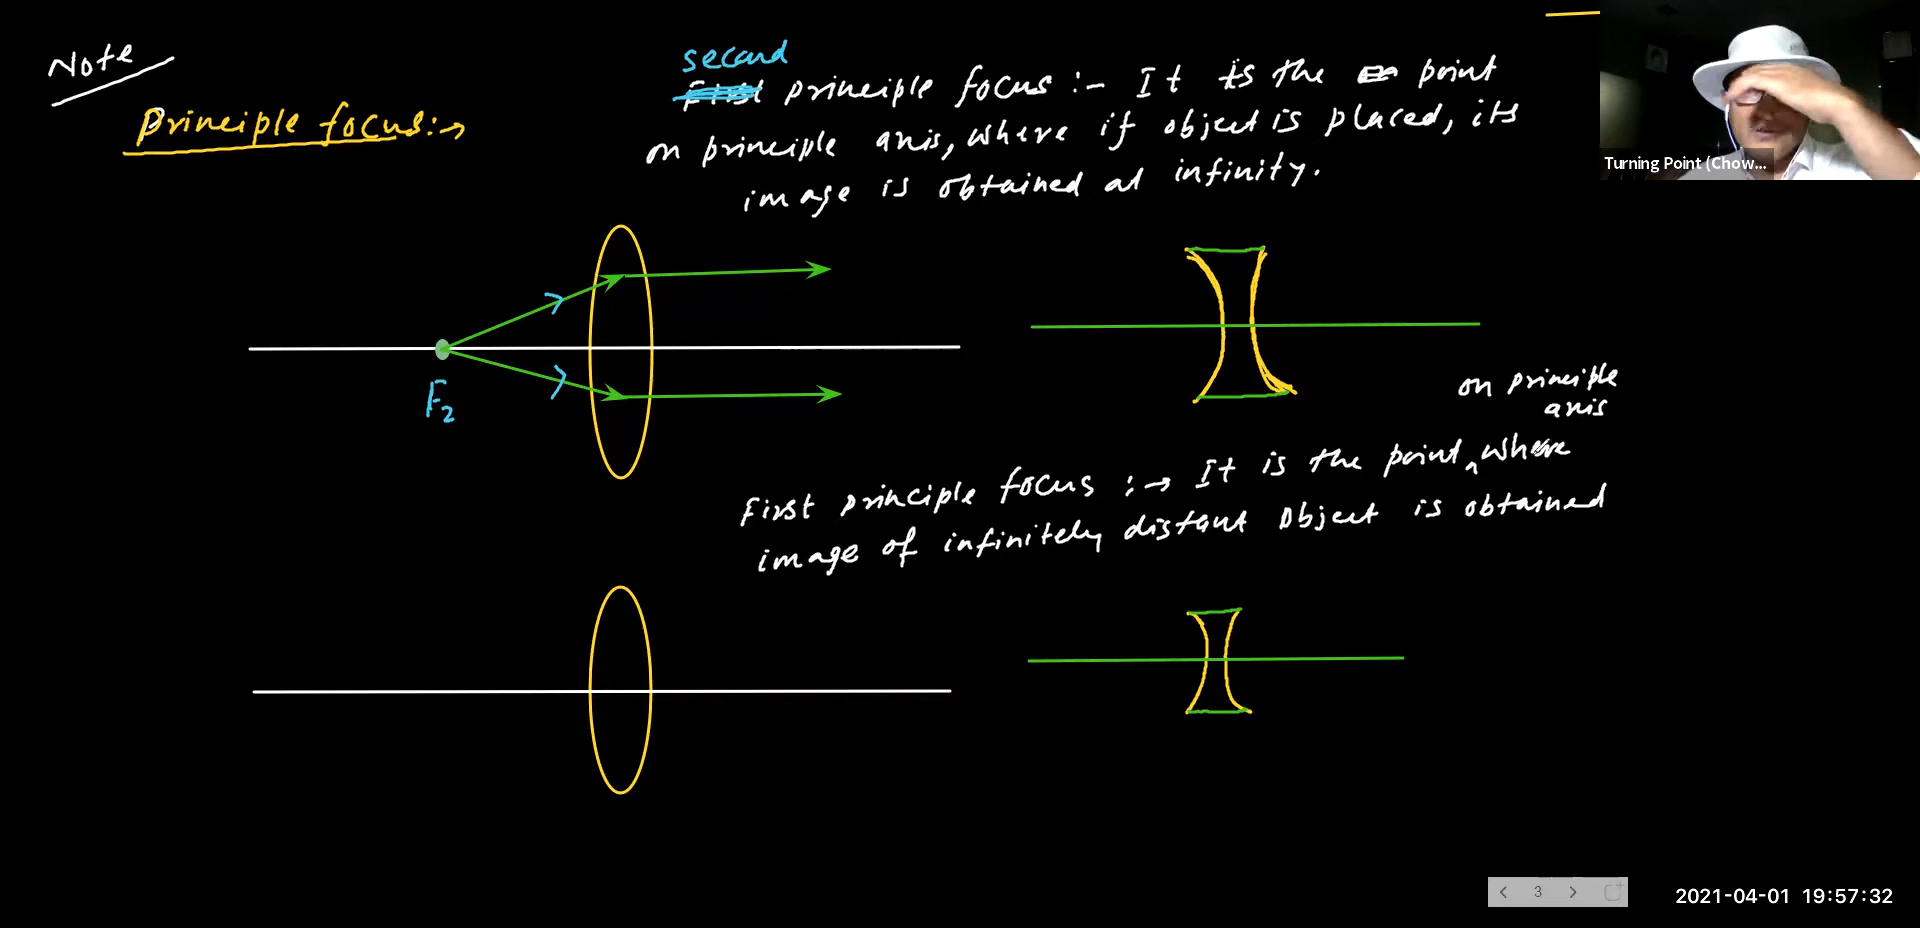 Note
Principle focus:→
second
First principle focus :- It is the point
on principle axis, where if object is placed, its
image is obtained at infinity.
Turning Point (Chow...
F2
on principle
axis
First principle focus :→ It is the point ‸ where
image of infinitely distant object is obtained
3
2021-04-01 19:57:32